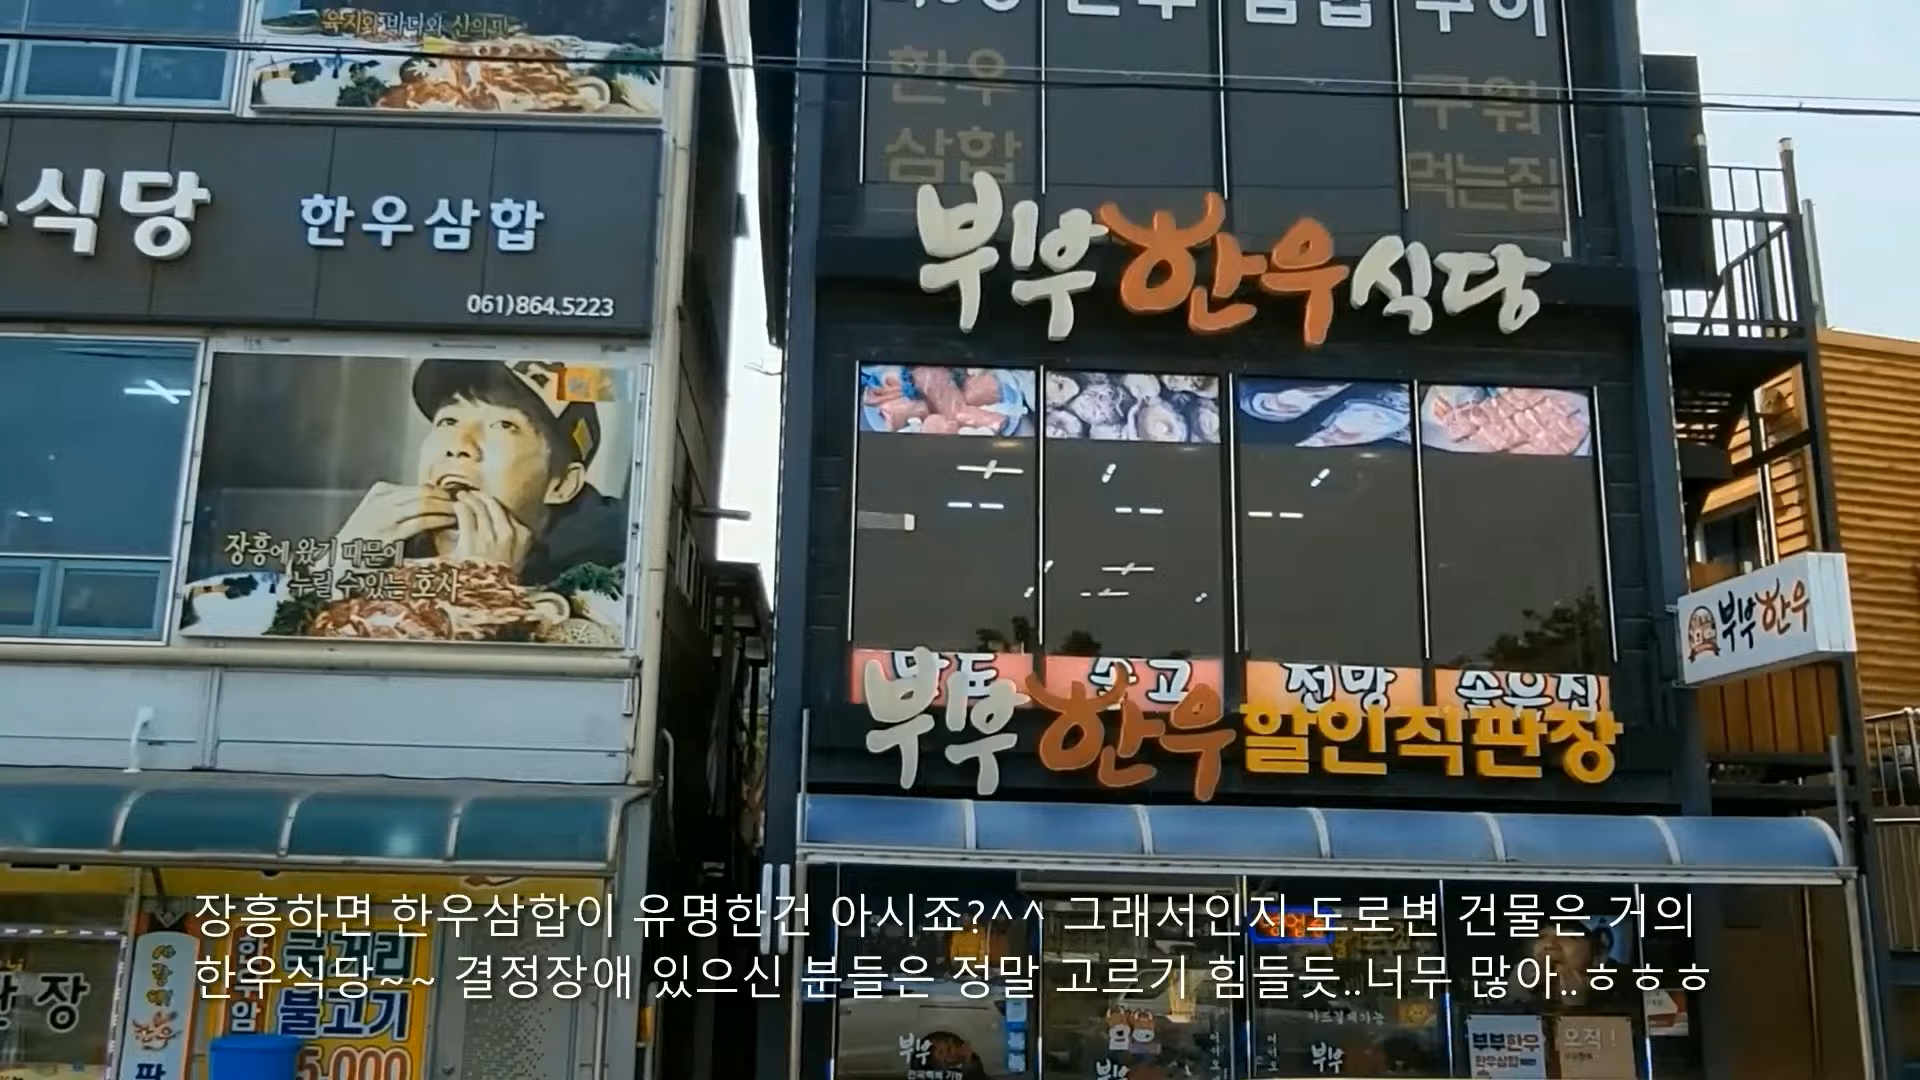 육지와 바다와 산의 맛
식당 한우삼합
061)864.5223
장흥에 왔기 때문에
누릴 수 있는 호사
한우 삼합 구이
한우
삼합
구워
먹는집
부부한우식당
부부한우할인직판장
부부한우
장흥하면 한우삼합이 유명한건 아시죠?^^ 그래서인지 도로변 건물은 거의
한우식당~~ 결정장애 있으신 분들은 정말 고르기 힘들듯..너무 많아..ㅎㅎㅎ
불고기
5,000
부부한우
한우삼합
오직!